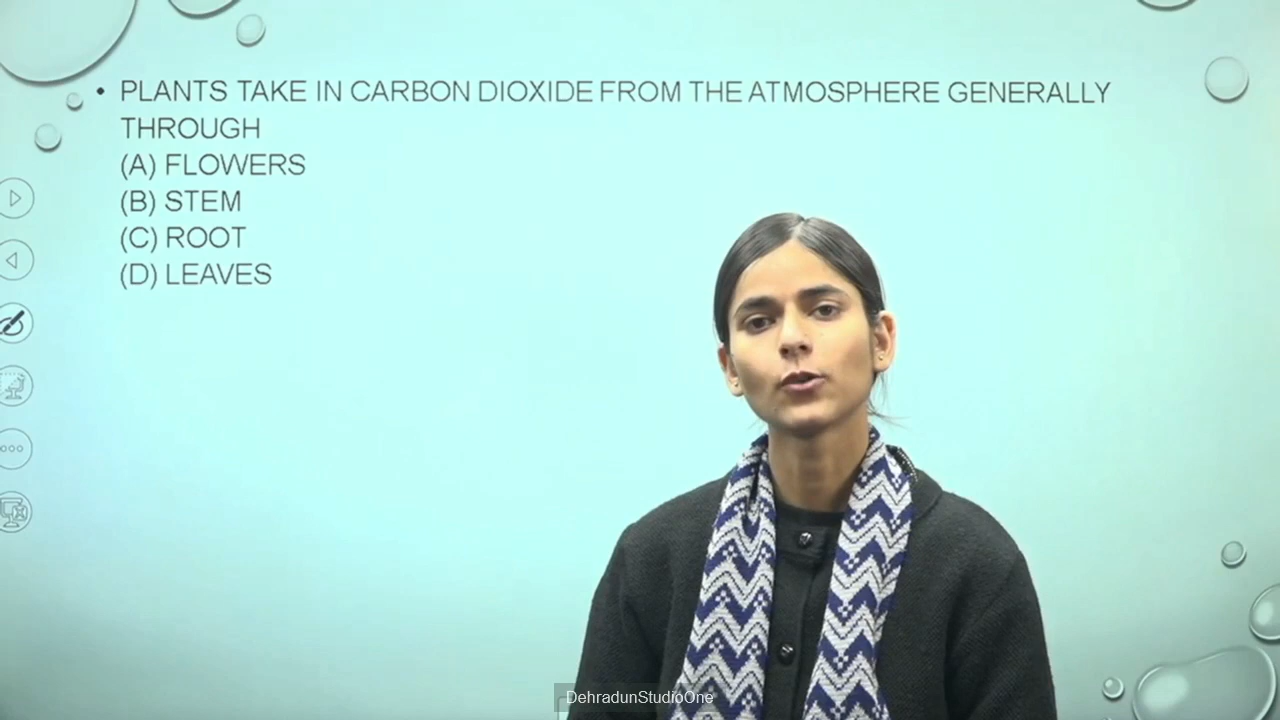 • PLANTS TAKE IN CARBON DIOXIDE FROM THE ATMOSPHERE GENERALLY
THROUGH
(A) FLOWERS
(B) STEM
(C) ROOT
(D) LEAVES
DehradunStudioOne